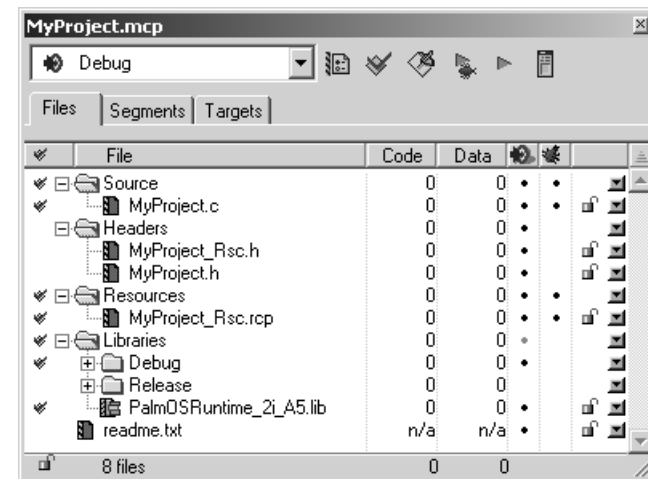 MyProject.mcp
Debug
Files Segments Targets
File Code Data
Source 0 0
MyProject.c 0 0
Headers 0 0
MyProject_Rsc.h 0 0
MyProject.h 0 0
Resources 0 0
MyProject_Rsc.rcp 0 0
Libraries 0 0
Debug 0 0
Release 0 0
PalmOSRuntime_2i_A5.lib 0 0
readme.txt n/a n/a
8 files 0 0